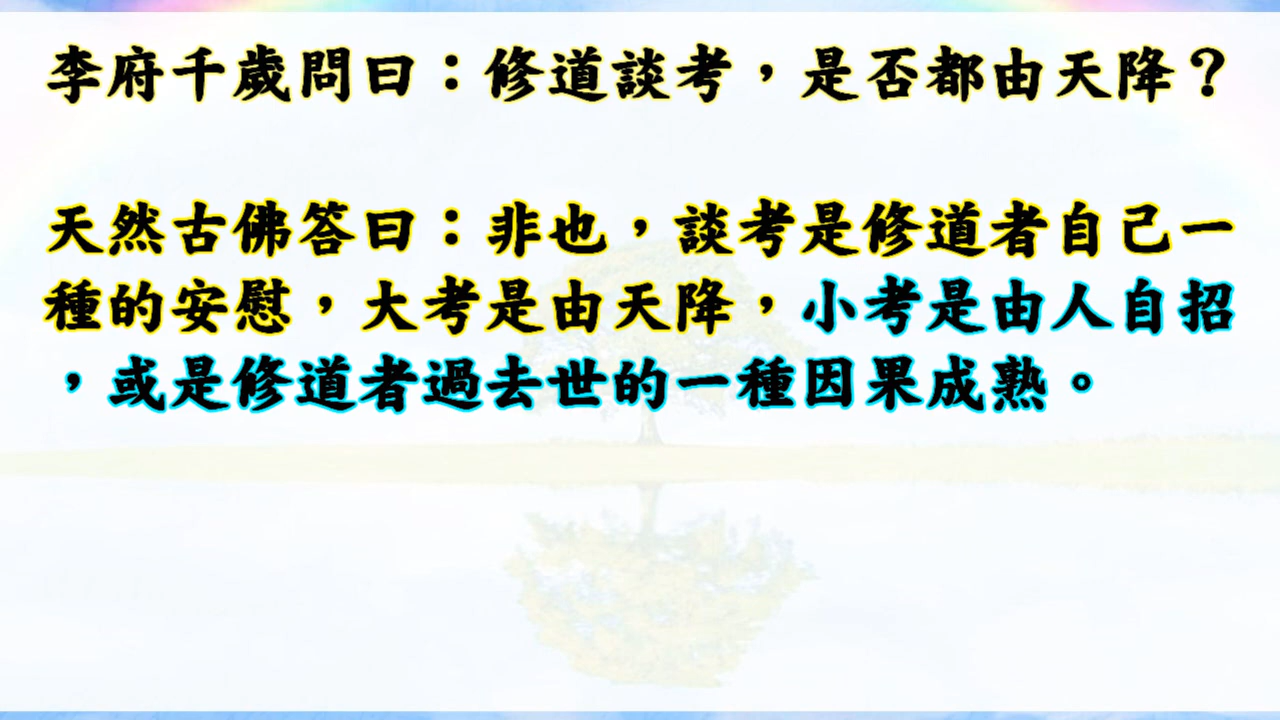 李府千歲問曰：修道談考，是否都由天降？
天然古佛答曰：非也，談考是修道者自己一
種的安慰，大考是由天降，小考是由人自招
，或是修道者過去世的一種因果成熟。